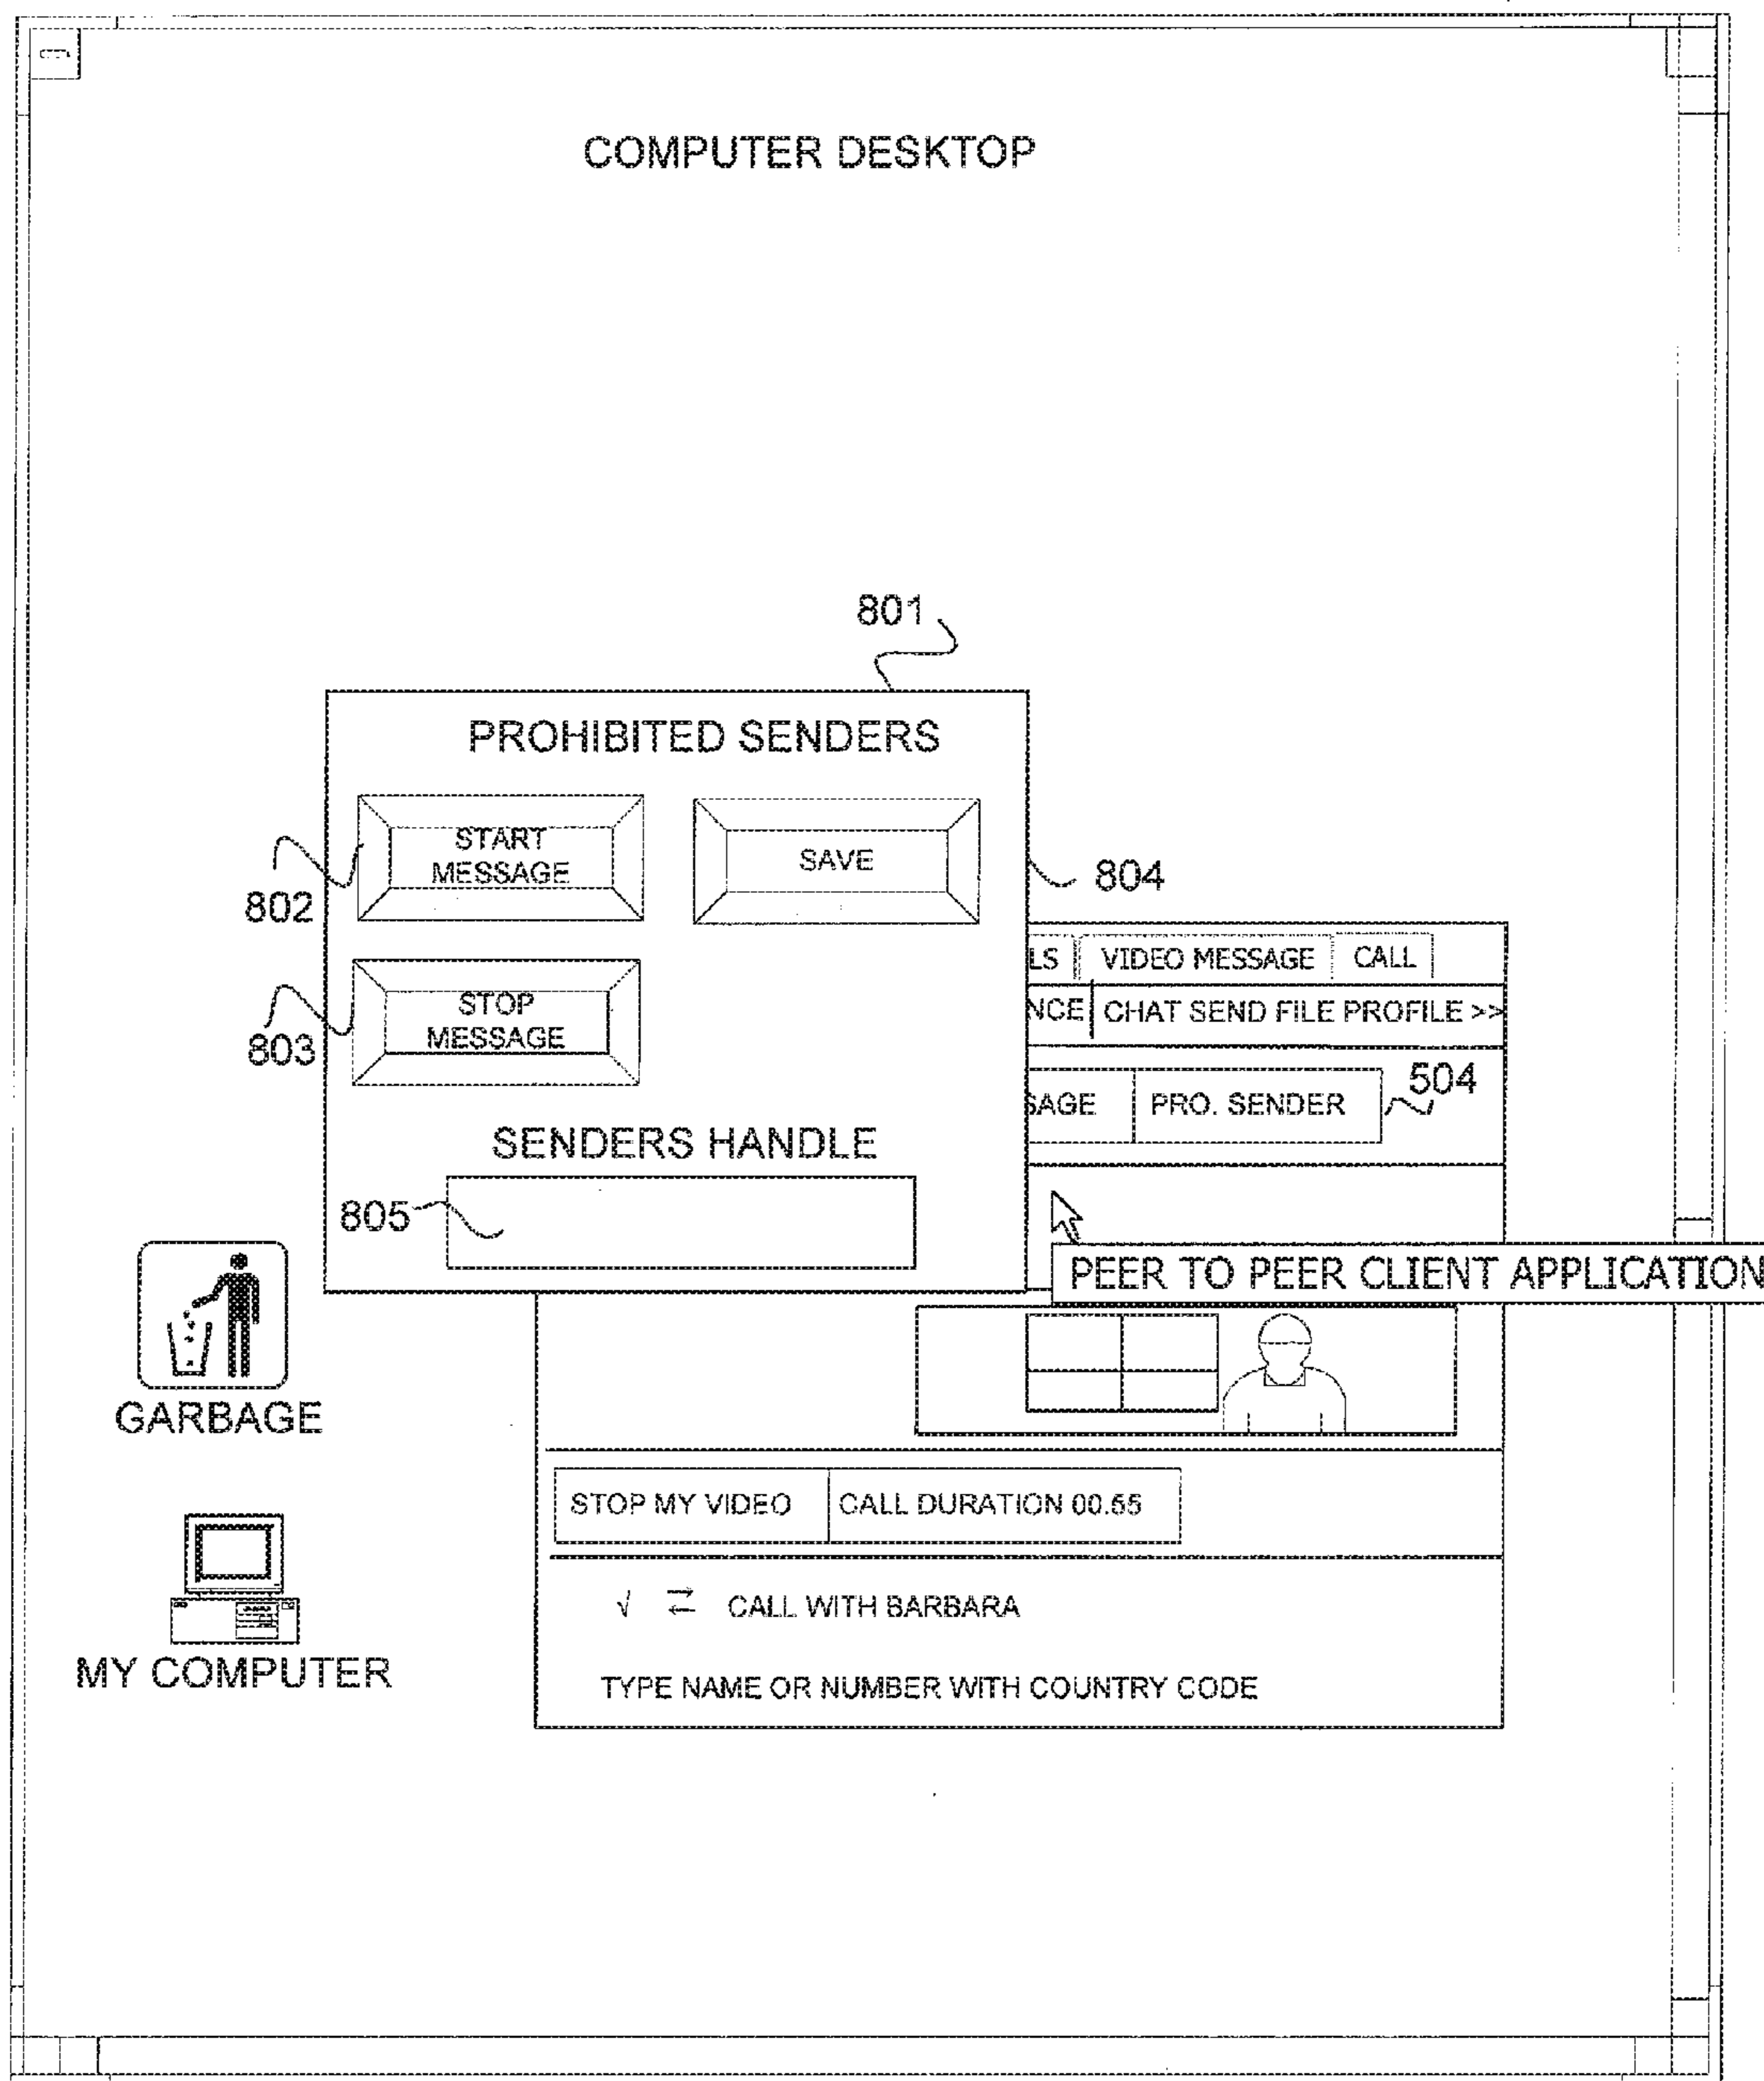 COMPUTER DESKTOP
801
PROHIBITED SENDERS
START
MESSAGE
SAVE
802
804
STOP
MESSAGE
803
LS VIDEO MESSAGE CALL
NCE CHAT SEND FILE PROFILE >>
SAGE PRO. SENDER
504
SENDERS HANDLE
805
PEER TO PEER CLIENT APPLICATION
GARBAGE
STOP MY VIDEO CALL DURATION 00.55
√ ⇄ CALL WITH BARBARA
MY COMPUTER
TYPE NAME OR NUMBER WITH COUNTRY CODE